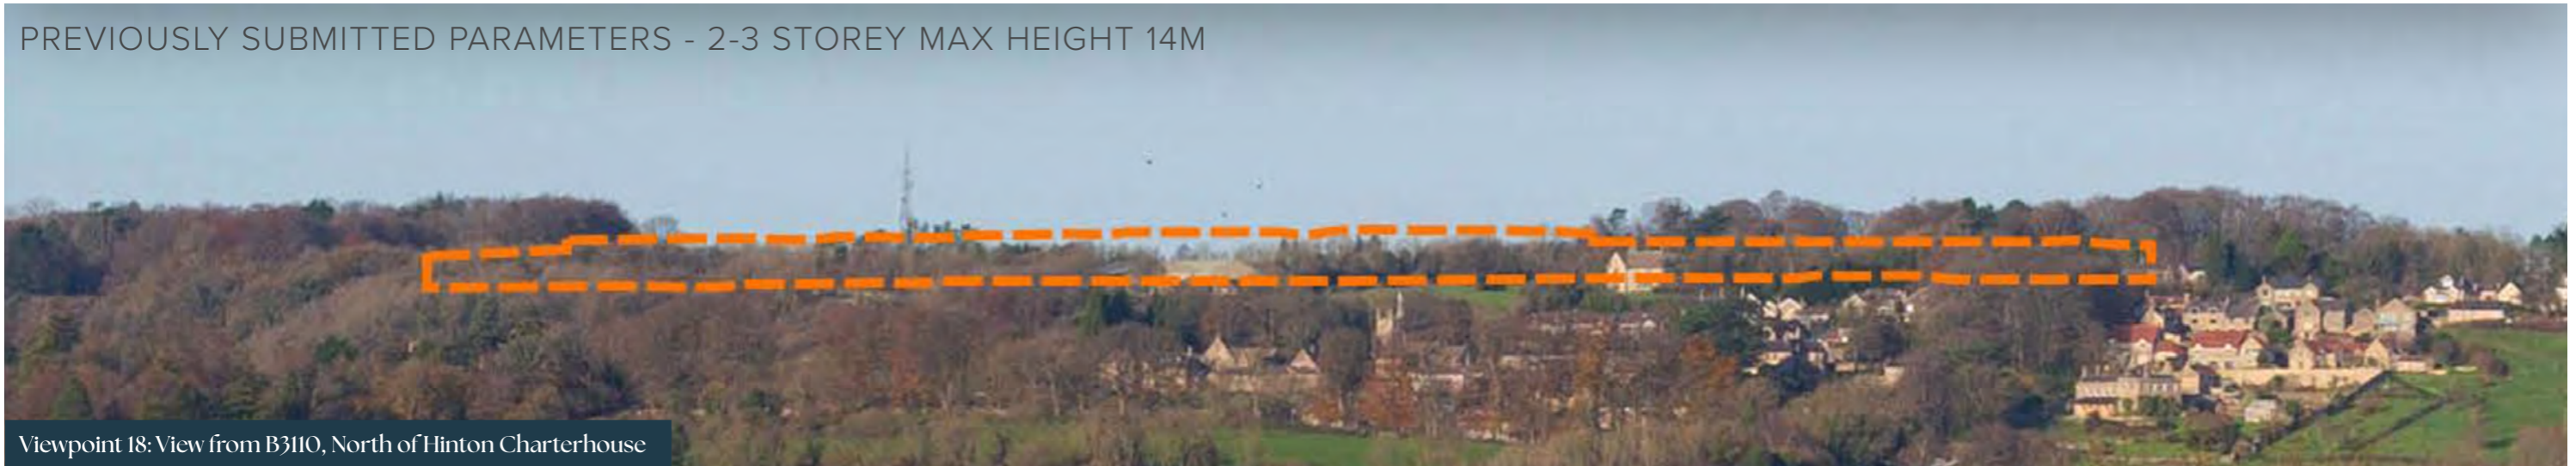 PREVIOUSLY SUBMITTED PARAMETERS - 2-3 STOREY MAX HEIGHT 14M
Viewpoint 18: View from B3110, North of Hinton Charterhouse